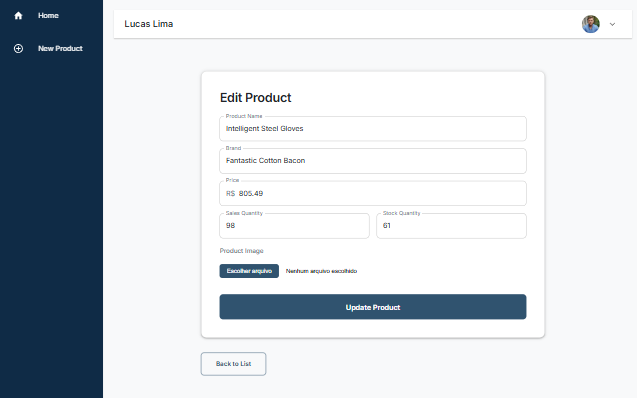 Home
New Product
Lucas Lima
Edit Product
Product Name
Intelligent Steel Gloves
Brand
Fantastic Cotton Bacon
Price
R$ 805.49
Sales Quantity
98
Stock Quantity
61
Product Image
Escolher arquivo Nenhum arquivo escolhido
Update Product
Back to List